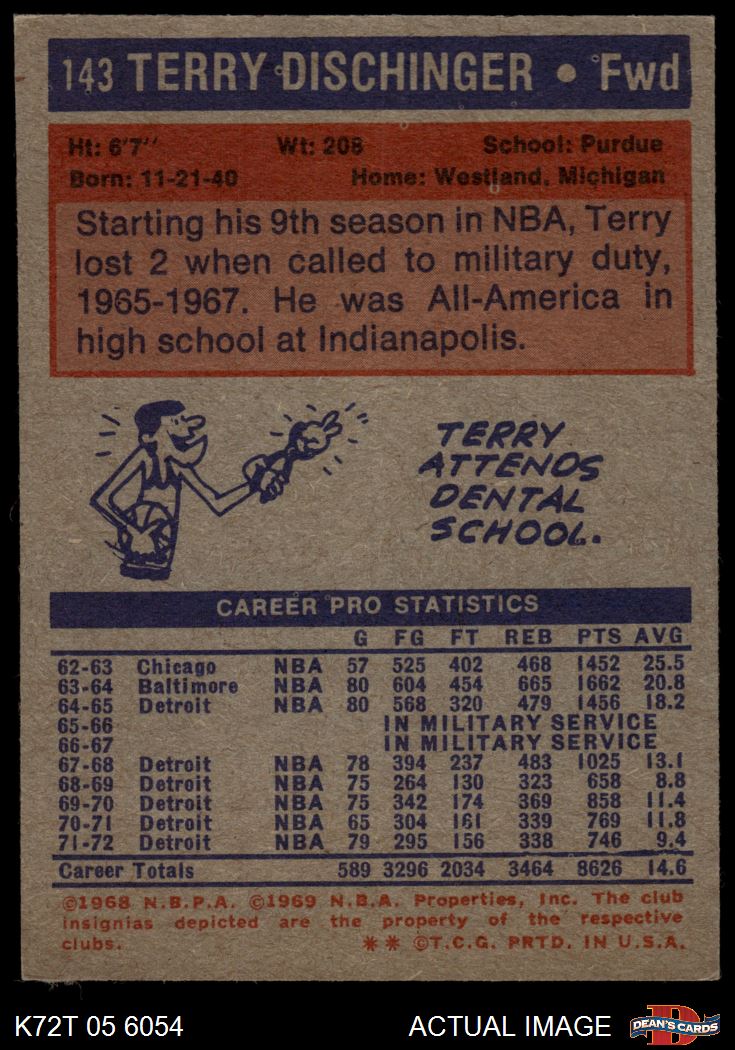 143 TERRY DISCHINGER • Fwd
Ht: 6'7'' Wt: 208 School: Purdue
Born: 11-21-40 Home: Westland, Michigan
Starting his 9th season in NBA, Terry
lost 2 when called to military duty,
1965-1967. He was All-America in
high school at Indianapolis.
TERRY
ATTENDS
DENTAL
SCHOOL.
CAREER PRO STATISTICS
G FG FT REB PTS AVG
62-63 Chicago NBA 57 525 402 468 1452 25.5
63-64 Baltimore NBA 80 604 454 665 1662 20.8
64-65 Detroit NBA 80 568 320 479 1456 18.2
65-66 IN MILITARY SERVICE
66-67 IN MILITARY SERVICE
67-68 Detroit NBA 78 394 237 483 1025 13.1
68-69 Detroit NBA 75 264 130 323 658 8.8
69-70 Detroit NBA 75 342 174 369 858 11.4
70-71 Detroit NBA 65 304 161 339 769 11.8
71-72 Detroit NBA 79 295 156 338 746 9.4
Career Totals 589 3296 2034 3464 8626 14.6
©1968 N.B.P.A. ©1969 N.B.A. Properties, Inc. The club
insignias depicted are the property of the respective
clubs. ** ©T.C.G. PRTD. IN U.S.A.
K72T 05 6054 ACTUAL IMAGE DEAN'S CARDS